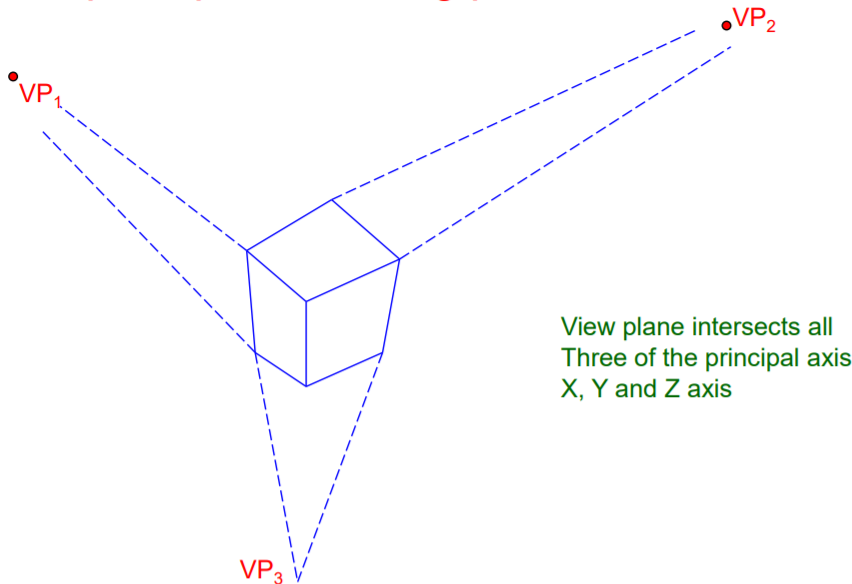 VP₂
VP₁
View plane intersects all
Three of the principal axis
X, Y and Z axis
VP₃